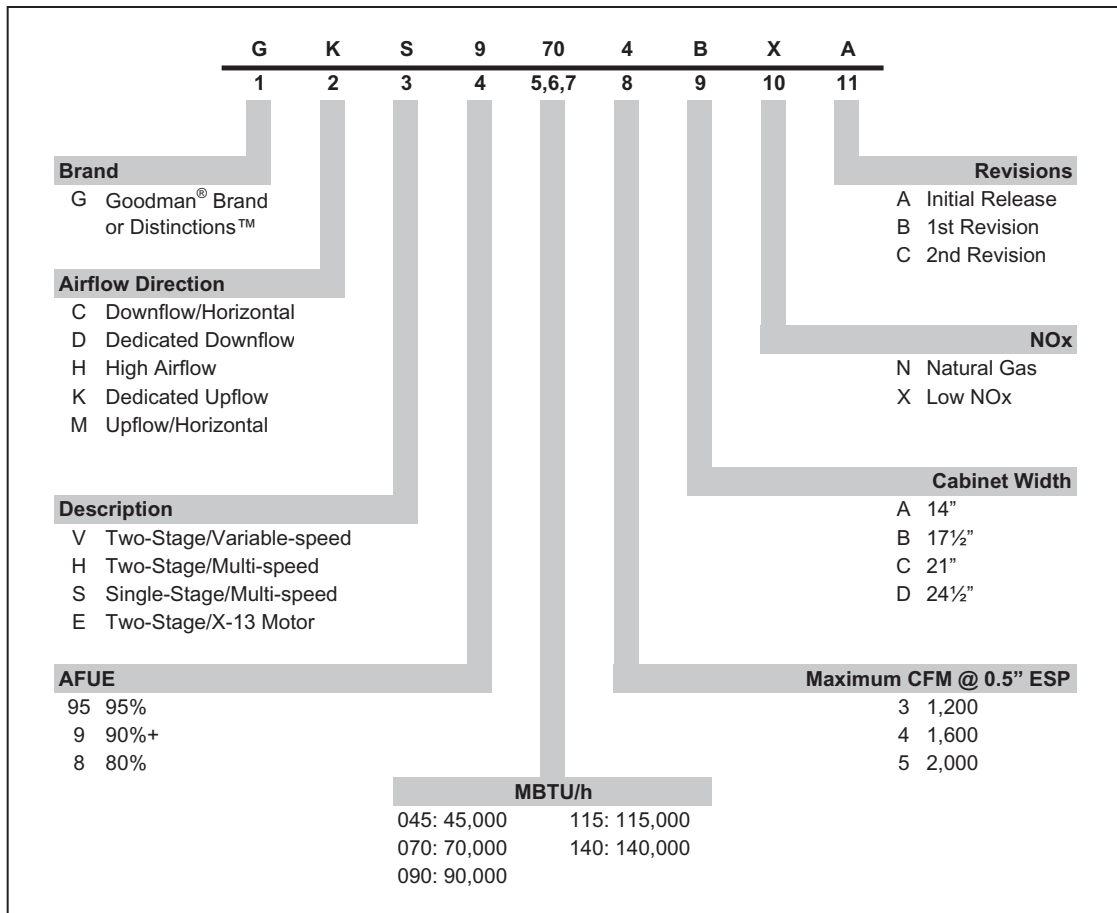 G K S 9 70 4 B X A
1 2 3 4 5,6,7 8 9 10 11
Brand
G Goodman® Brand
or Distinctions™
Airflow Direction
C Downflow/Horizontal
D Dedicated Downflow
H High Airflow
K Dedicated Upflow
M Upflow/Horizontal
Description
V Two-Stage/Variable-speed
H Two-Stage/Multi-speed
S Single-Stage/Multi-speed
E Two-Stage/X-13 Motor
AFUE
95 95%
9 90%+
8 80%
MBTU/h
045: 45,000 115: 115,000
070: 70,000 140: 140,000
090: 90,000
Revisions
A Initial Release
B 1st Revision
C 2nd Revision
NOx
N Natural Gas
X Low NOx
Cabinet Width
A 14”
B 17½”
C 21”
D 24½”
Maximum CFM @ 0.5” ESP
3 1,200
4 1,600
5 2,000